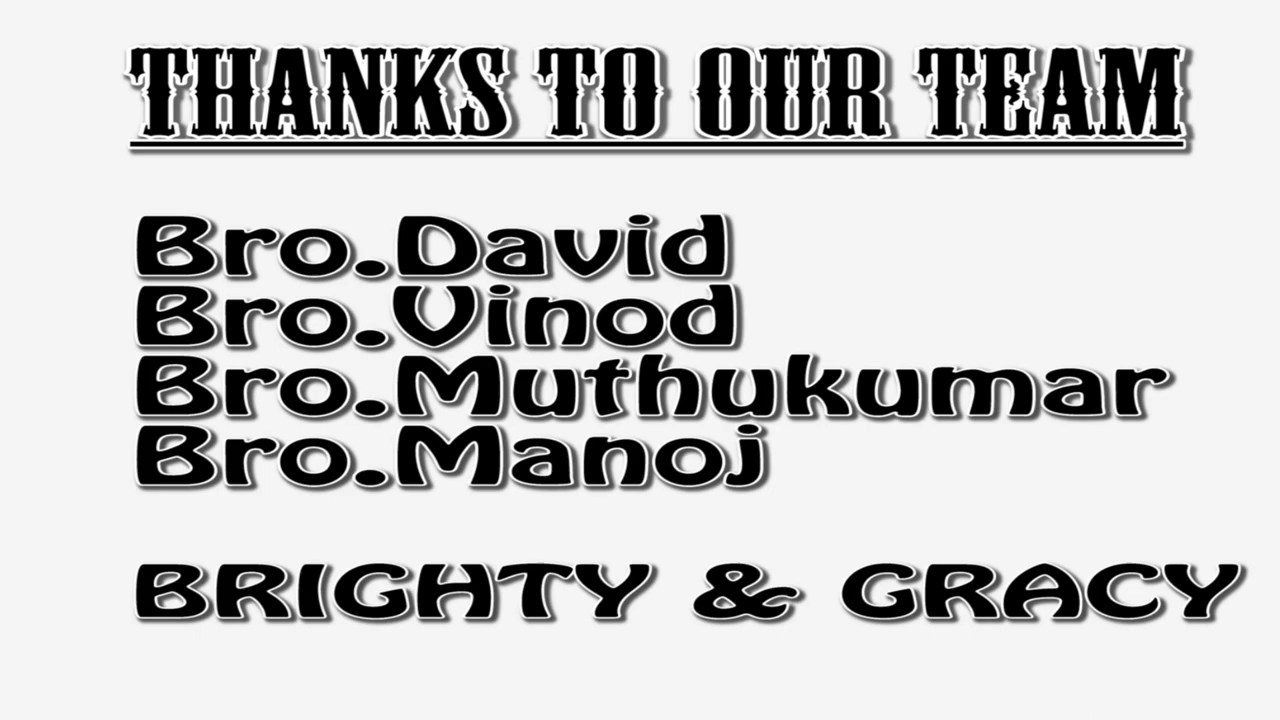 THANKS TO OUR TEAM
Bro.David
Bro.Vinod
Bro.Muthukumar
Bro.Manoj
BRIGHTY & GRACY